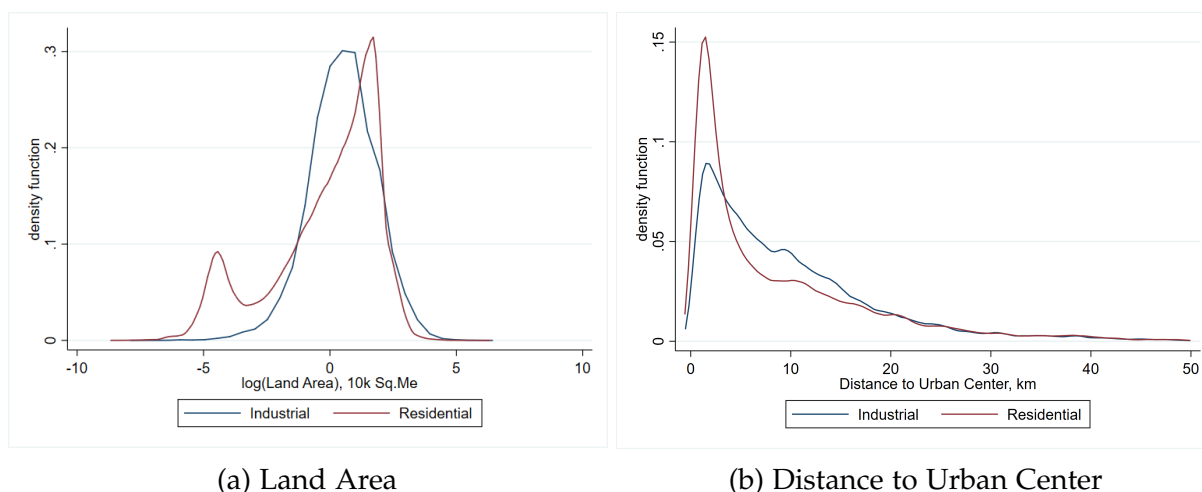 density function
0
.1
.2
.3
-10
-5
0
5
10
log(Land Area), 10k Sq.Me
Industrial
Residential
(a) Land Area
density function
0
.05
.1
.15
0
10
20
30
40
50
Distance to Urban Center, km
Industrial
Residential
(b) Distance to Urban Center